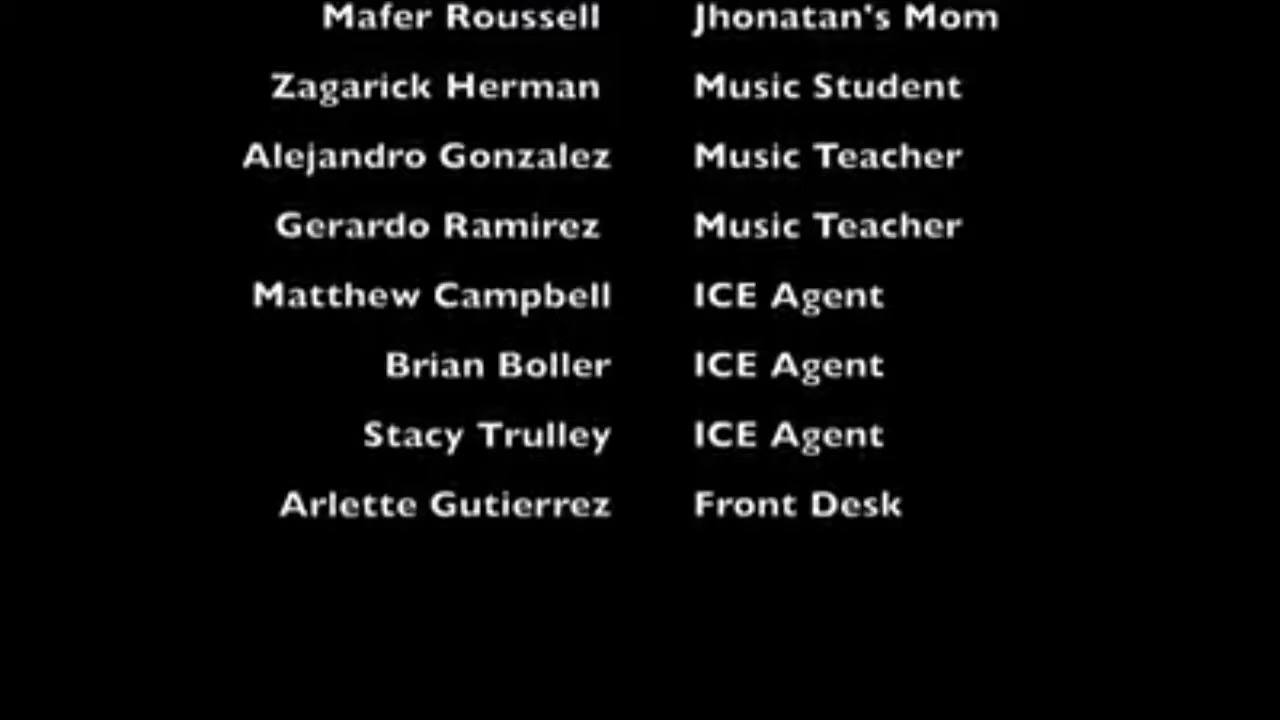 Mafer Roussell Jhonatan's Mom
Zagarick Herman Music Student
Alejandro Gonzalez Music Teacher
Gerardo Ramirez Music Teacher
Matthew Campbell ICE Agent
Brian Boller ICE Agent
Stacy Trulley ICE Agent
Arlette Gutierrez Front Desk